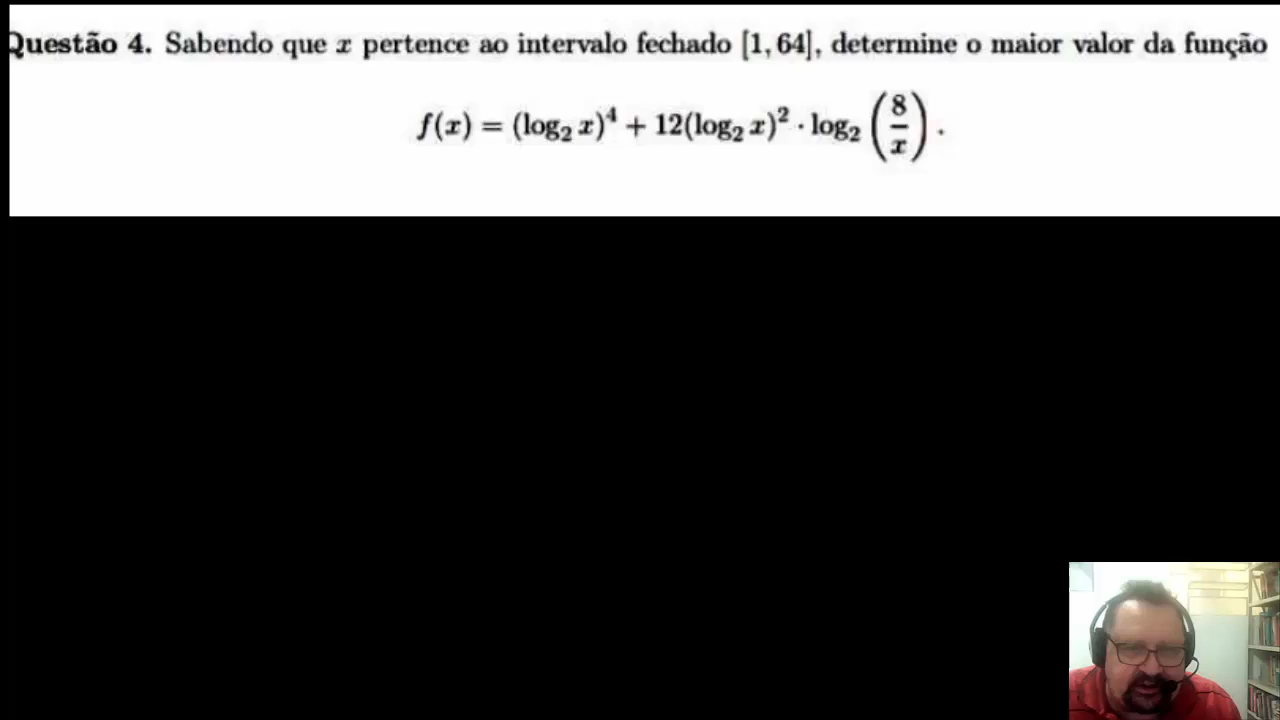 Questão 4. Sabendo que x pertence ao intervalo fechado [1, 64], determine o maior valor da função
f(x) = (log₂ x)⁴ + 12(log₂ x)² · log₂ (8/x).